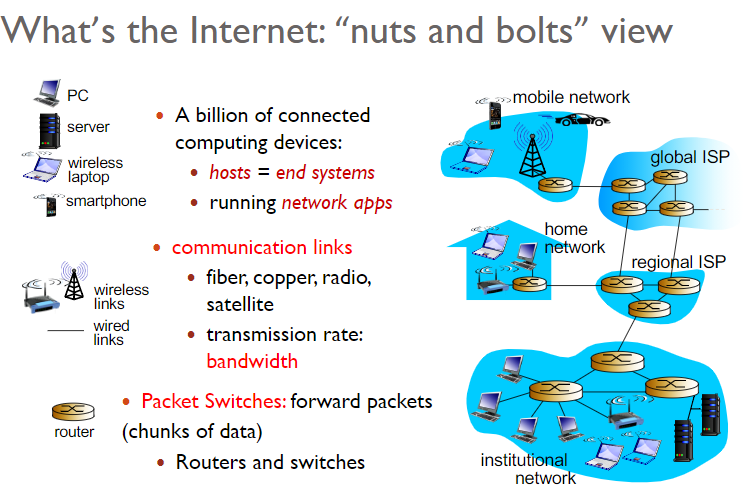 What's the Internet: “nuts and bolts” view
PC
server
wireless
laptop
smartphone
• A billion of connected
computing devices:
• hosts = end systems
• running network apps
• communication links
• fiber, copper, radio,
satellite
• transmission rate:
bandwidth
wireless
links
wired
links
• Packet Switches: forward packets
(chunks of data)
• Routers and switches
router
mobile network
global ISP
home
network
regional ISP
institutional
network